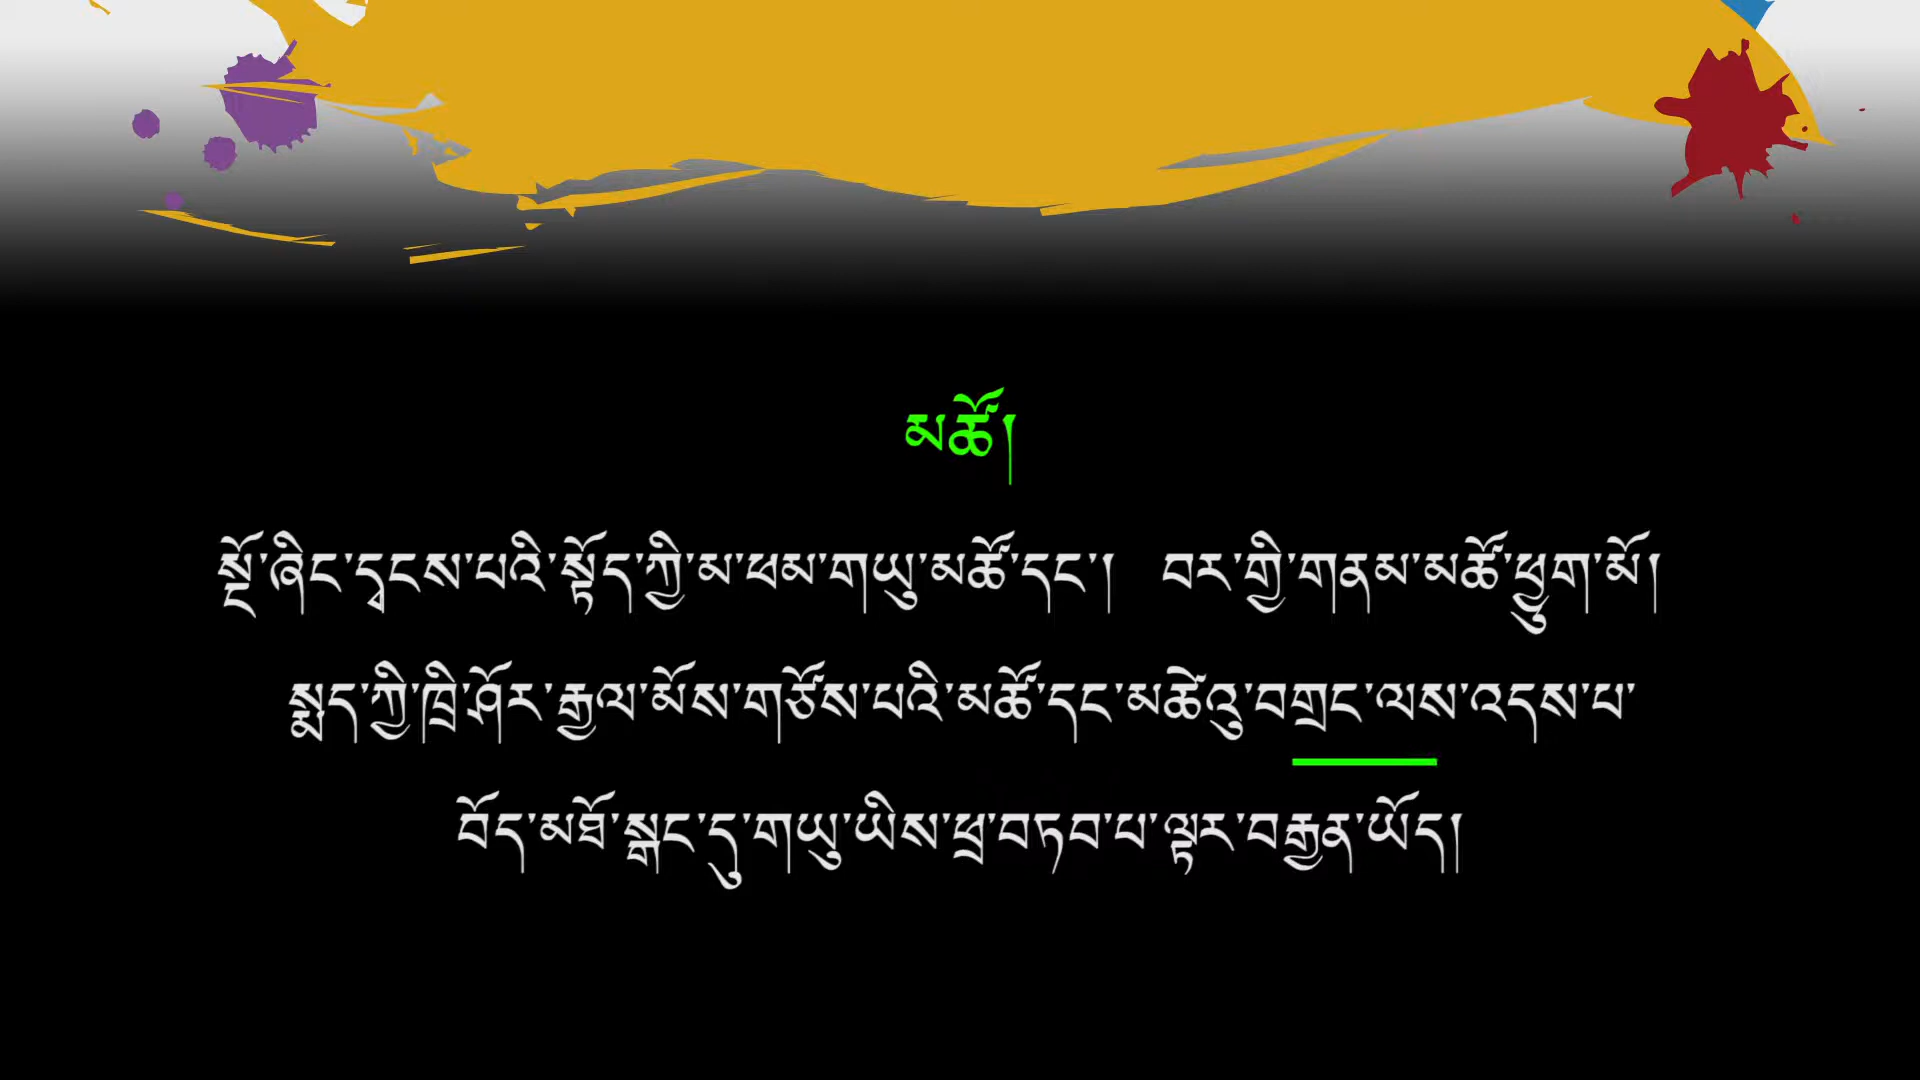 མཚོ།
སྔོ་ཞིང་དྭངས་པའི་སྟོད་ཀྱི་མ་ཕམ་གཡུ་མཚོ་དང་།   བར་གྱི་གནམ་མཚོ་ཕྱུག་མོ།
སྨད་ཀྱི་ཁྲི་ཤོར་རྒྱལ་མོས་གཙོས་པའི་མཚོ་དང་མཚེའུ་བགྲང་ལས་འདས་པ་
བོད་མཐོ་སྒང་དུ་གཡུ་ཡིས་ཕྲ་བཏབ་པ་ལྟར་བརྒྱན་ཡོད།